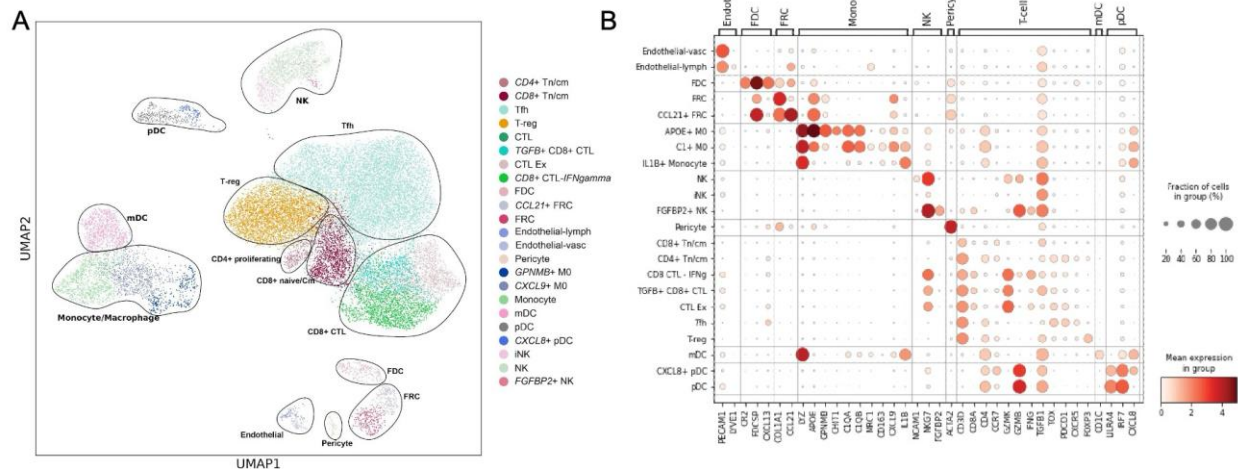 A
NK
pDC
Tfh
T-reg
mDC
CD4+ proliferating
CD8+ naive/Cm
Monocyte/Macrophage
CD8+ CTL
FDC
FRC
Endothelial
Pericyte
UMAP2
UMAP1
CD4+ Tn/cm
CD8+ Tn/cm
Tfh
T-reg
CTL
TGFB+ CD8+ CTL
CTL Ex
CD8+ CTL-IFNgamma
FDC
CCL21+ FRC
FRC
Endothelial-lymph
Endothelial-vasc
Pericyte
GPNMB+ M0
CXCL9+ M0
Monocyte
mDC
pDC
CXCL8+ pDC
iNK
NK
FGFBP2+ NK
B
Endot
FDC
FRC
Mono
NK
Peric
T-cell
mDC
pDC
Endothelial-vasc
Endothelial-lymph
FDC
FRC
CCL21+ FRC
APOE+ M0
C1+ M0
IL1B+ Monocyte
NK
iNK
FGFBP2+ NK
Pericyte
CD8+ Tn/cm
CD4+ Tn/cm
CD8 CTL - IFNg
TGFB+ CD8+ CTL
CTL Ex
Tfh
T-reg
mDC
CXCL8+ pDC
pDC
PECAM1
LYVE1
CR2
FDCSP
CXCL13
COL1A1
CCL21
LYZ
APOE
GPNMB
CHIT1
C1QA
C1QB
MRC1
CD163
IL1B
NCAM1
NKG7
FGFBP2
ACTA2
CD3D
CD8A
CD4
CCR7
GZMK
GZMB
IFNG
TGFB1
TOX
PDCD1
CXCR5
FOXP3
CD1C
LILRA4
IRF7
CXCL8
Fraction of cells
in group (%)
20 40 60 80 100
Mean expression
in group
0 2 4